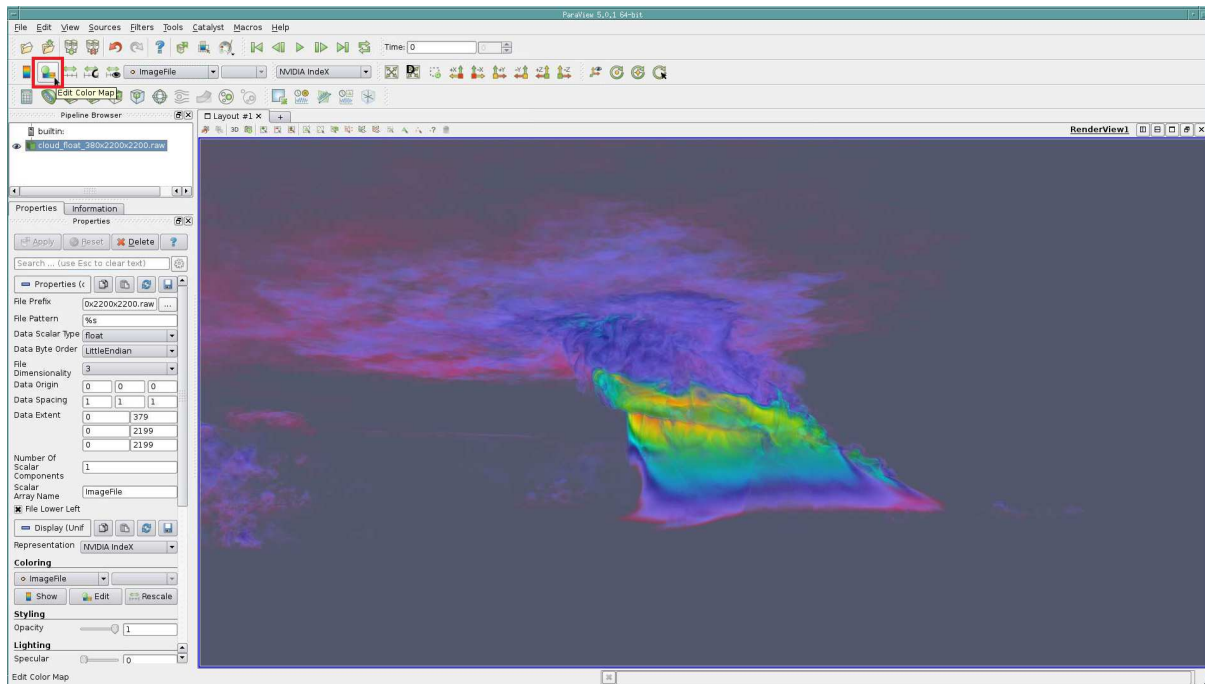 ParaView 5.0.1 64-bit
File Edit View Sources Filters Tools Catalyst Macros Help
Time: 0
ImageFile NVIDIA IndeX
Edit Color Map
Pipeline Browser
Layout #1
builtin:
3D
RenderView1
cloud_float_380x2200x2200.raw
Properties Information
Properties
Apply Reset Delete ?
Search ... (use Esc to clear text)
Properties (c
File Prefix 0x2200x2200.raw ...
File Pattern %s
Data Scalar Type float
Data Byte Order LittleEndian
File Dimensionality 3
Data Origin 0 0 0
Data Spacing 1 1 1
Data Extent 0 379
0 2199
0 2199
Number Of
Scalar
Components 1
Scalar
Array Name ImageFile
File Lower Left
Display (Unif
Representation NVIDIA IndeX
Coloring
ImageFile
Show Edit Rescale
Styling
Opacity 1
Lighting
Specular 0
Edit Color Map